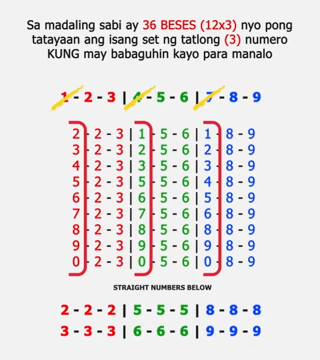 Sa madaling sabi ay 36 BESES (12x3) nyo pong
tatayaan ang isang set ng tatlong (3) numero
KUNG may babaguhin kayo para manalo
1 - 2 - 3 | 4 - 5 - 6 | 7 - 8 - 9
2 - 2 - 3 | 1 - 5 - 6 | 1 - 8 - 9
3 - 2 - 3 | 2 - 5 - 6 | 2 - 8 - 9
4 - 2 - 3 | 3 - 5 - 6 | 3 - 8 - 9
5 - 2 - 3 | 5 - 5 - 6 | 4 - 8 - 9
6 - 2 - 3 | 6 - 5 - 6 | 5 - 8 - 9
7 - 2 - 3 | 7 - 5 - 6 | 6 - 8 - 9
8 - 2 - 3 | 8 - 5 - 6 | 8 - 8 - 9
9 - 2 - 3 | 9 - 5 - 6 | 9 - 8 - 9
0 - 2 - 3 | 0 - 5 - 6 | 0 - 8 - 9
STRAIGHT NUMBERS BELOW
2 - 2 - 2 | 5 - 5 - 5 | 8 - 8 - 8
3 - 3 - 3 | 6 - 6 - 6 | 9 - 9 - 9